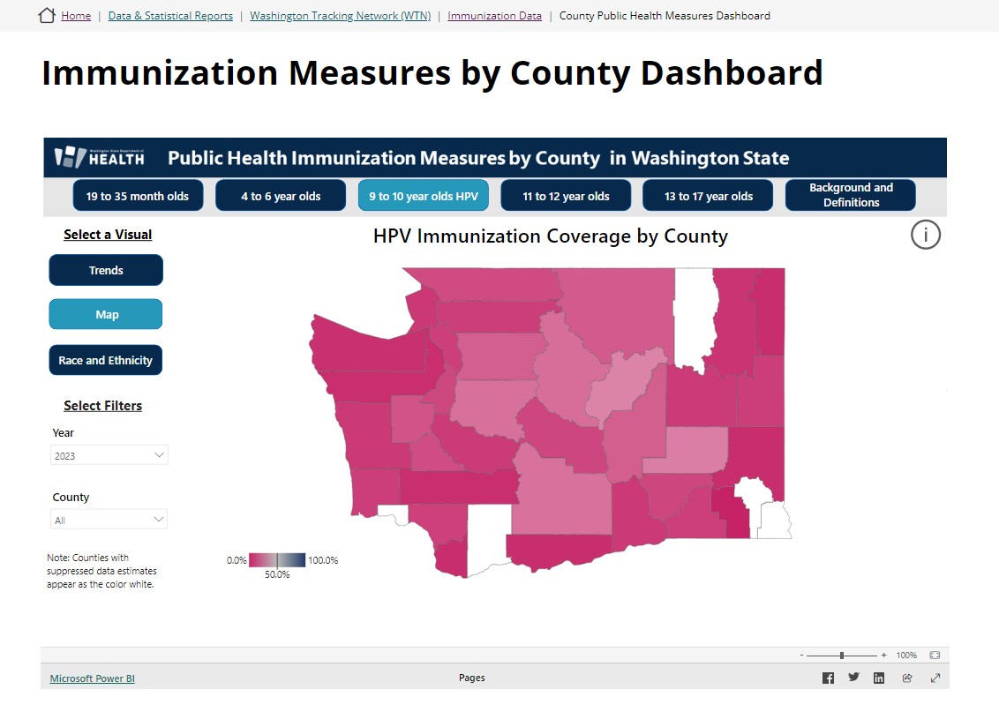 Home | Data & Statistical Reports | Washington Tracking Network (WTN) | Immunization Data | County Public Health Measures Dashboard
Immunization Measures by County Dashboard
Washington State Department of
HEALTH
Public Health Immunization Measures by County in Washington State
19 to 35 month olds
4 to 6 year olds
9 to 10 year olds HPV
11 to 12 year olds
13 to 17 year olds
Background and
Definitions
Select a Visual
HPV Immunization Coverage by County
Trends
Map
Race and Ethnicity
Select Filters
Year
2023
County
All
Note: Counties with
suppressed data estimates
appear as the color white.
0.0%
100.0%
50.0%
- + 100%
Microsoft Power BI
Pages